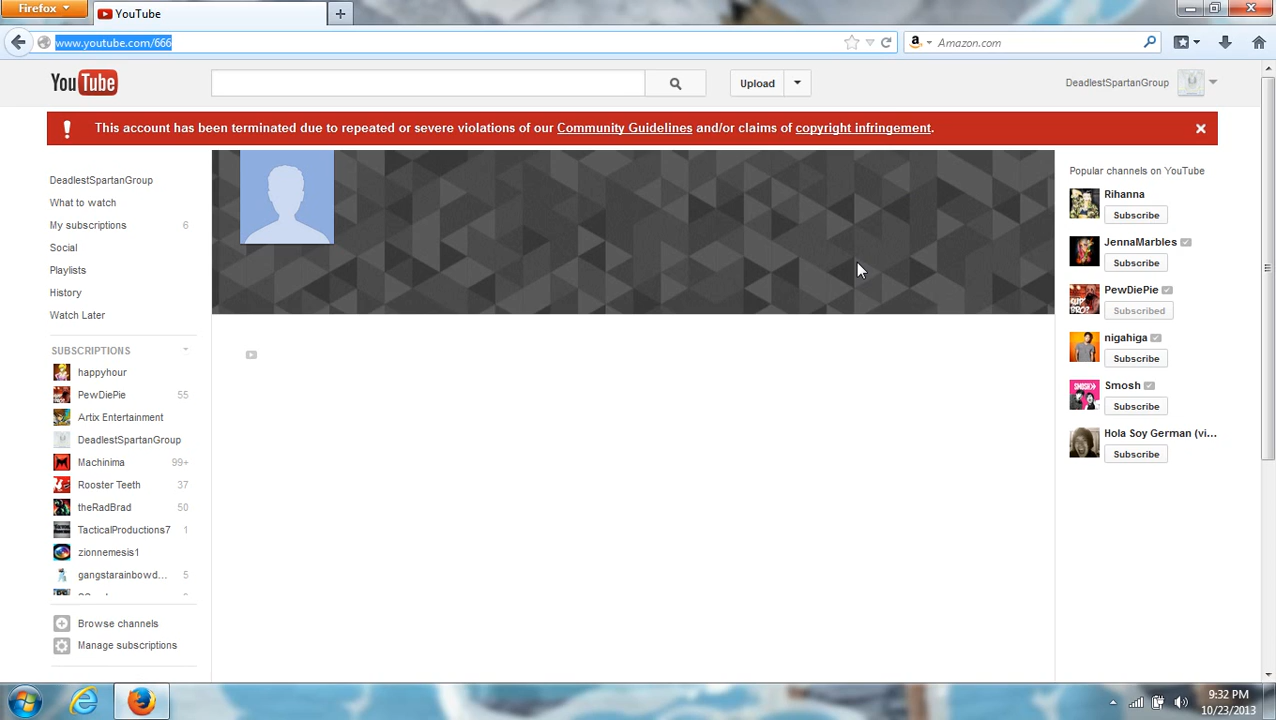 Firefox
YouTube
www.youtube.com/666
Amazon.com
YouTube
Upload
DeadlestSpartanGroup
This account has been terminated due to repeated or severe violations of our Community Guidelines and/or claims of copyright infringement.
DeadlestSpartanGroup
What to watch
My subscriptions 6
Social
Playlists
History
Watch Later
SUBSCRIPTIONS
happyhour
PewDiePie 55
Artix Entertainment
DeadlestSpartanGroup
Machinima 99+
Rooster Teeth 37
theRadBrad 50
TacticalProductions7 1
zionnemesis1
gangstarainbowd... 5
Browse channels
Manage subscriptions
Popular channels on YouTube
Rihanna
Subscribe
JennaMarbles
Subscribe
PewDiePie
Subscribed
nigahiga
Subscribe
Smosh
Subscribe
Hola Soy German (vi...
Subscribe
9:32 PM
10/23/2013